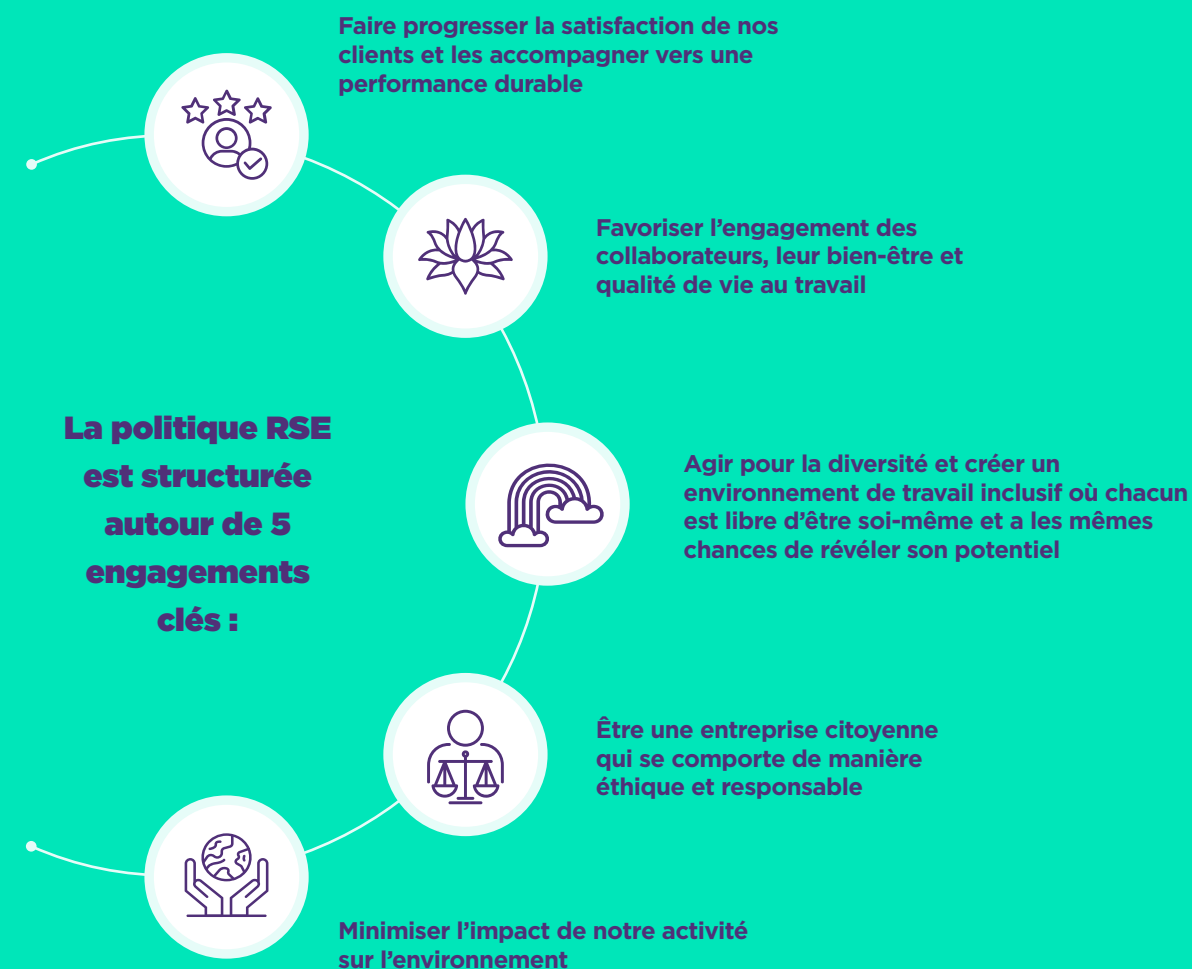 Faire progresser la satisfaction de nos
clients et les accompagner vers une
performance durable
Favoriser l’engagement des
collaborateurs, leur bien-être et
qualité de vie au travail
La politique RSE
est structurée
autour de 5
engagements
clés :
Agir pour la diversité et créer un
environnement de travail inclusif où chacun
est libre d’être soi-même et a les mêmes
chances de révéler son potentiel
Être une entreprise citoyenne
qui se comporte de manière
éthique et responsable
Minimiser l’impact de notre activité
sur l’environnement